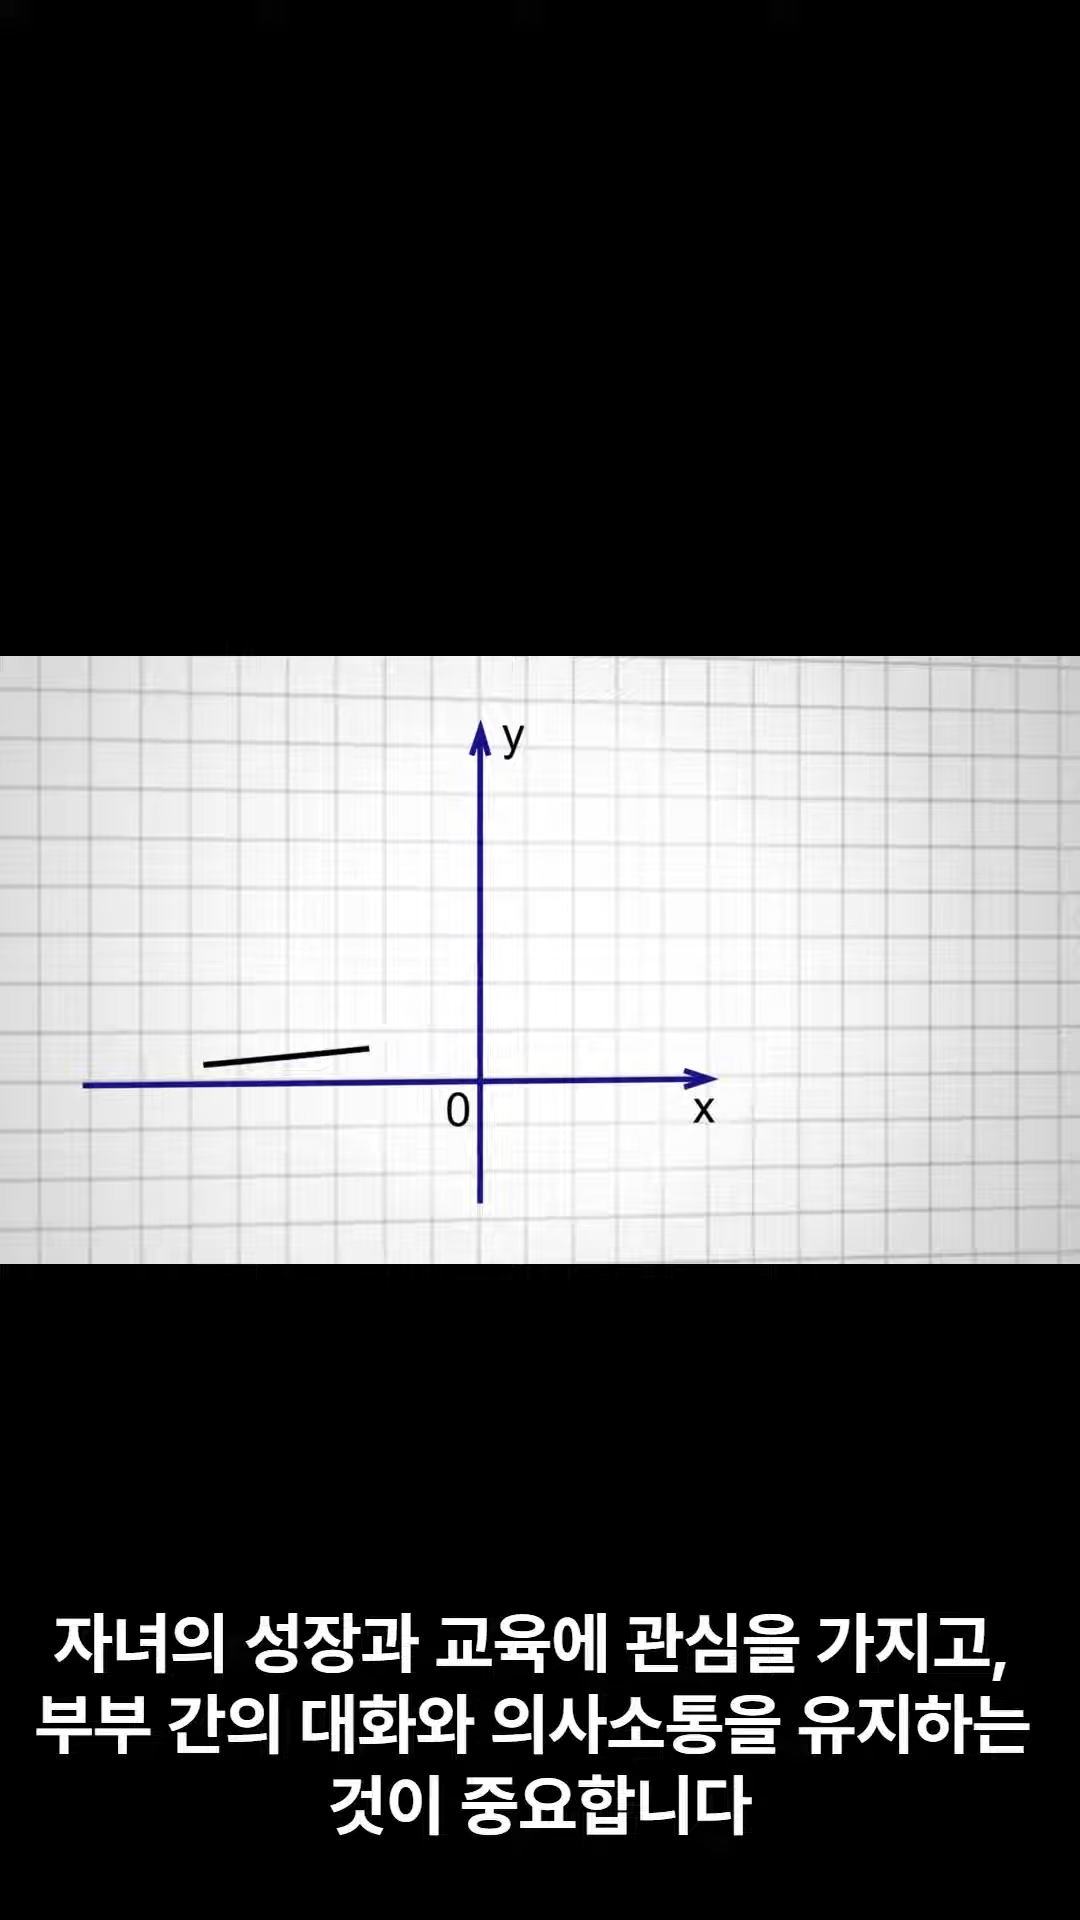 y
0
x
자녀의 성장과 교육에 관심을 가지고,
부부 간의 대화와 의사소통을 유지하는
것이 중요합니다